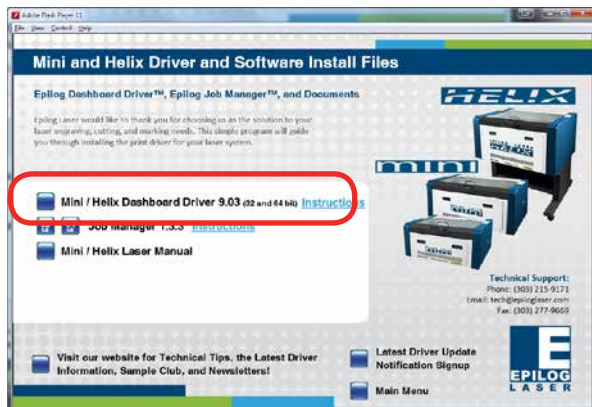 Adobe Flash Player 11
File View Control Help
Mini and Helix Driver and Software Install Files
Epilog Dashboard Driver™, Epilog Job Manager™, and Documents
Epilog Laser would like to thank you for choosing us as the solution to your
laser engraving, cutting, and marking needs. This simple program will guide
you through installing the print driver for your laser system.
HELIX
mini
Mini / Helix Dashboard Driver 9.03 (32 and 64 bit) Instructions
Job Manager 1.3.3 Instructions
Mini / Helix Laser Manual
Technical Support:
Phone: (303) 215-9171
Email: tech@epiloglaser.com
Fax: (303) 277-9669
Visit our website for Technical Tips, the Latest Driver
Information, Sample Club, and Newsletters!
Latest Driver Update
Notification Signup
Main Menu
EPILOG
LASER